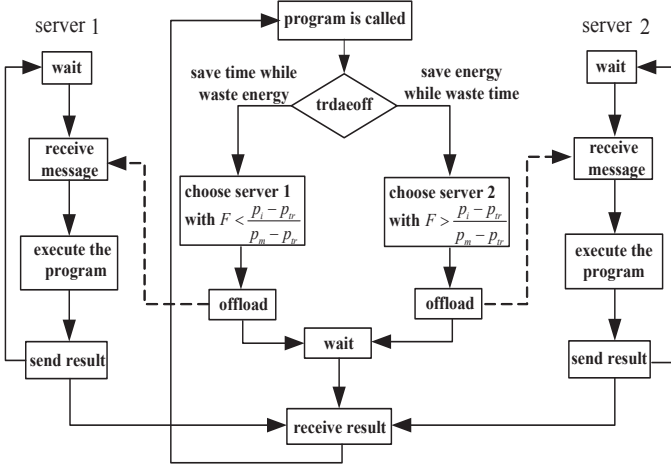 program is called
server 1
server 2
wait
wait
save time while
waste energy
save energy
while waste time
trdaeoff
receive
message
receive
message
choose server 1
with F < (p_i − p_tr) / (p_m − p_tr)
choose server 2
with F > (p_i − p_tr) / (p_m − p_tr)
execute the
program
execute the
program
offload
offload
wait
send result
send result
receive result